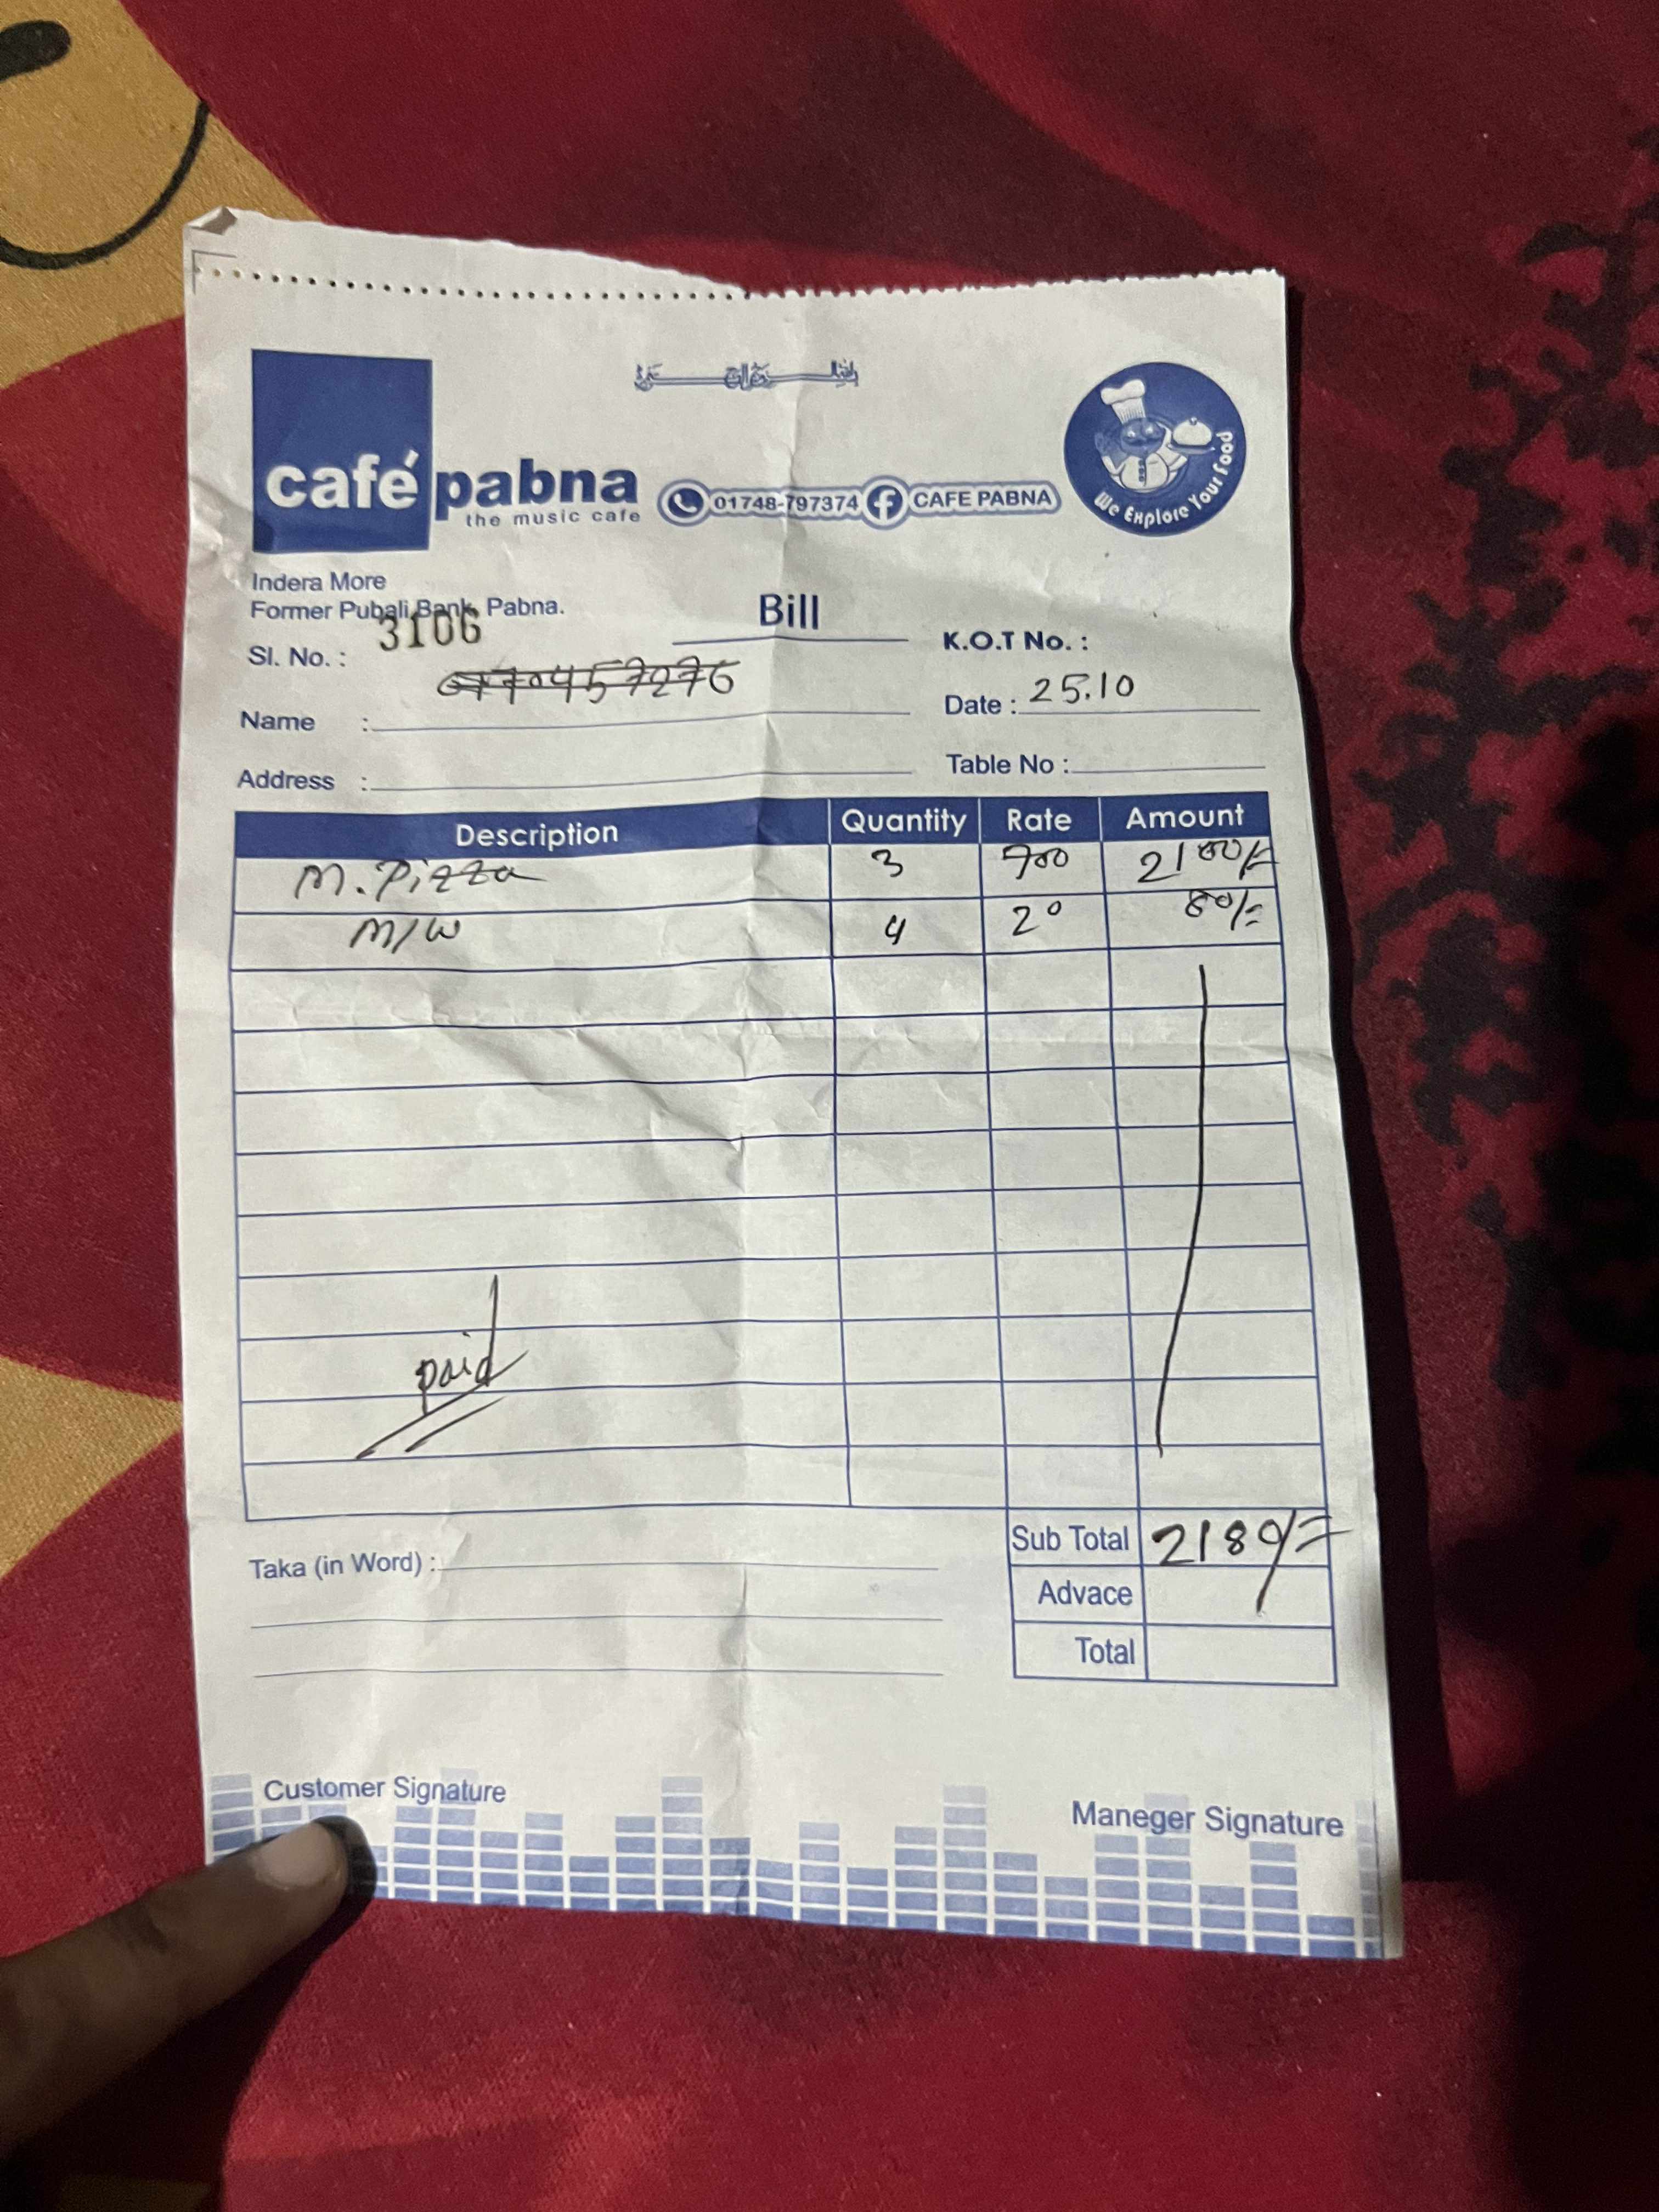 café pabna
the music cafe
01748-797374 CAFE PABNA
We Explore Your Food
Indera More
Former Pubali Bank, Pabna.
Bill
Sl. No. : 3106
K.O.T No. :
Name :
Date : 25.10
Address :
Table No :
Description Quantity Rate Amount
M. Pizza 3 700 2100/=
M/W 4 20 80/=
paid
Sub Total 2180/=
Taka (in Word) :
Advace
Total
Customer Signature
Maneger Signature